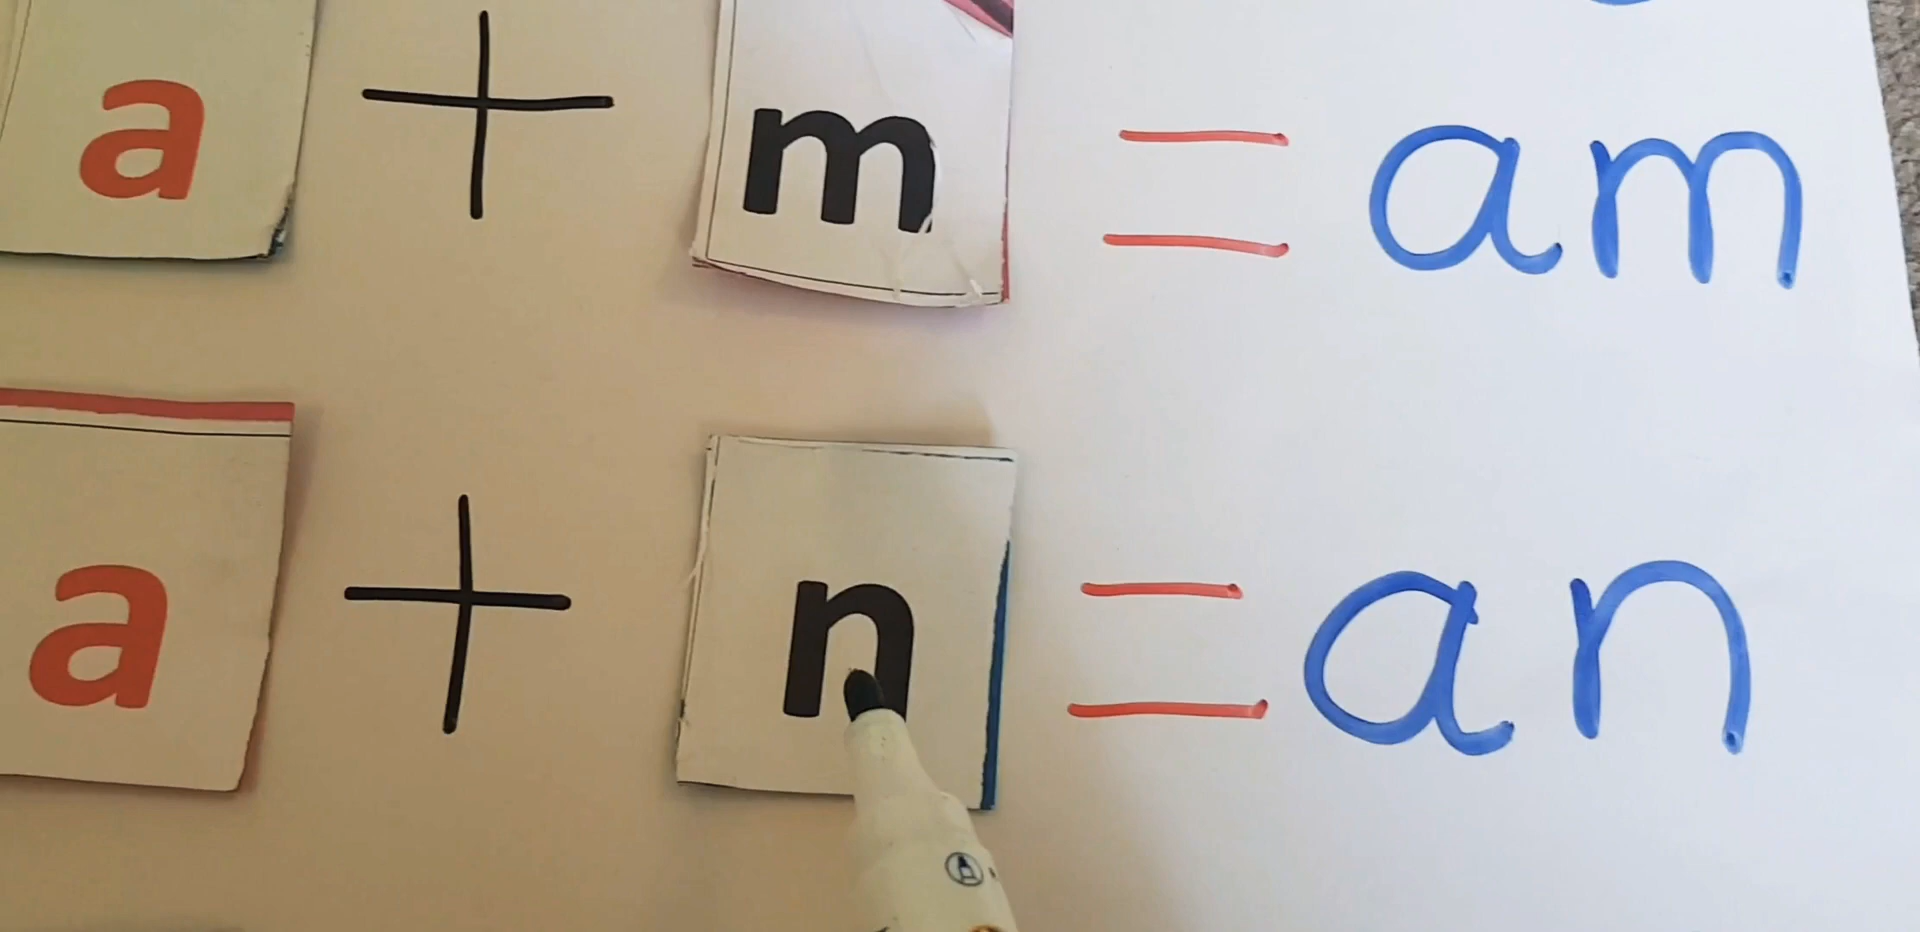 a + m = am
a + n = an